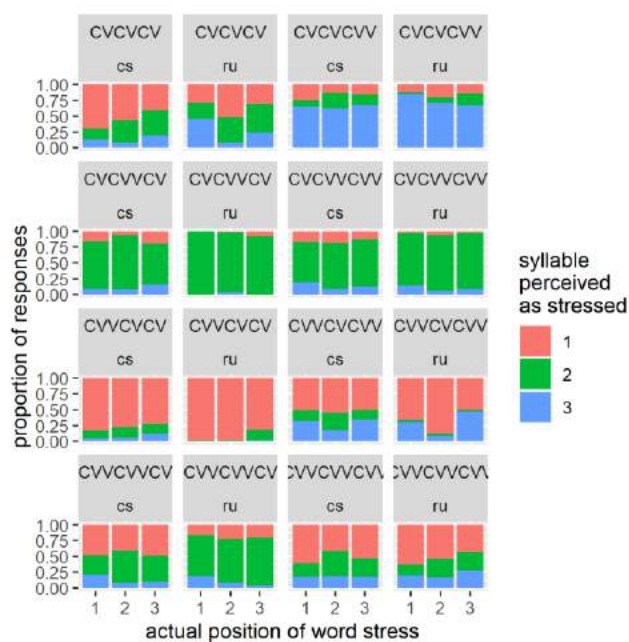 CVCVCV CVCVCV CVCVCVV CVCVCVV
cs ru cs ru
1.00
0.75
0.50
0.25
0.00
CVCVVCV CVCVVCV CVCVVCVV CVCVVCVV
cs ru cs ru
1.00
0.75
0.50
0.25
0.00
CVVCVCV CVVCVCV CVVCVCVV CVVCVCVV
cs ru cs ru
1.00
0.75
0.50
0.25
0.00
CVVCVVCV CVVCVVCV CVVCVVCVV CVVCVVCVV
cs ru cs ru
1.00
0.75
0.50
0.25
0.00
1 2 3 1 2 3 1 2 3 1 2 3
actual position of word stress
proportion of responses
syllable
perceived
as stressed
1
2
3